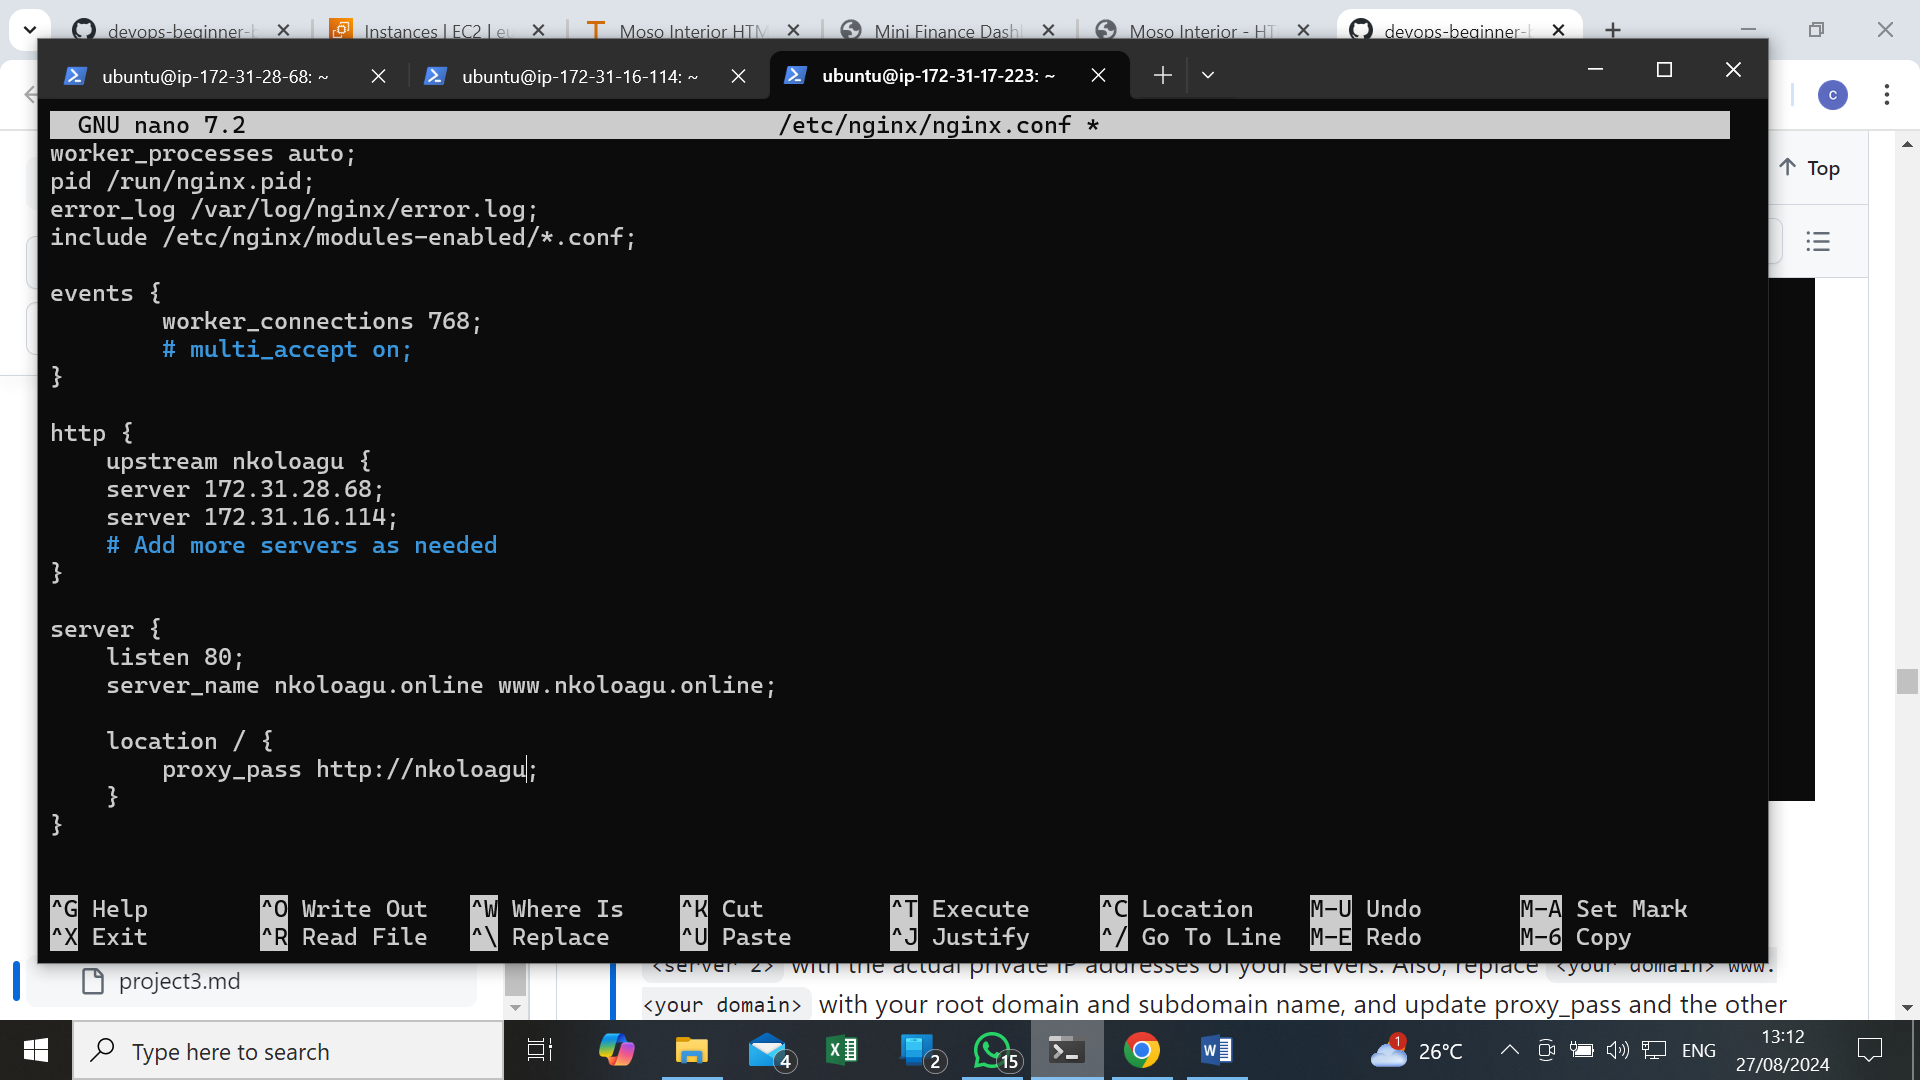 devops-beginner-b
Instances | EC2 | eu
Moso Interior HTM
Mini Finance Dash
Moso Interior - HT
devops-beginner-b
ubuntu@ip-172-31-28-68: ~
ubuntu@ip-172-31-16-114: ~
ubuntu@ip-172-31-17-223: ~
c
Top
GNU nano 7.2 /etc/nginx/nginx.conf *
worker_processes auto;
pid /run/nginx.pid;
error_log /var/log/nginx/error.log;
include /etc/nginx/modules-enabled/*.conf;
events {
worker_connections 768;
# multi_accept on;
}
http {
upstream nkoloagu {
server 172.31.28.68;
server 172.31.16.114;
# Add more servers as needed
}
server {
listen 80;
server_name nkoloagu.online www.nkoloagu.online;
location / {
proxy_pass http://nkoloagu;
}
}
^G Help ^O Write Out ^W Where Is ^K Cut ^T Execute ^C Location M-U Undo M-A Set Mark
^X Exit ^R Read File ^\ Replace ^U Paste ^J Justify ^/ Go To Line M-E Redo M-6 Copy
project3.md
<server 2> with the actual private IP addresses of your servers. Also, replace <your domain> www.
<your domain> with your root domain and subdomain name, and update proxy_pass and the other
Type here to search
4
2
15
1
26°C
ENG
13:12
27/08/2024